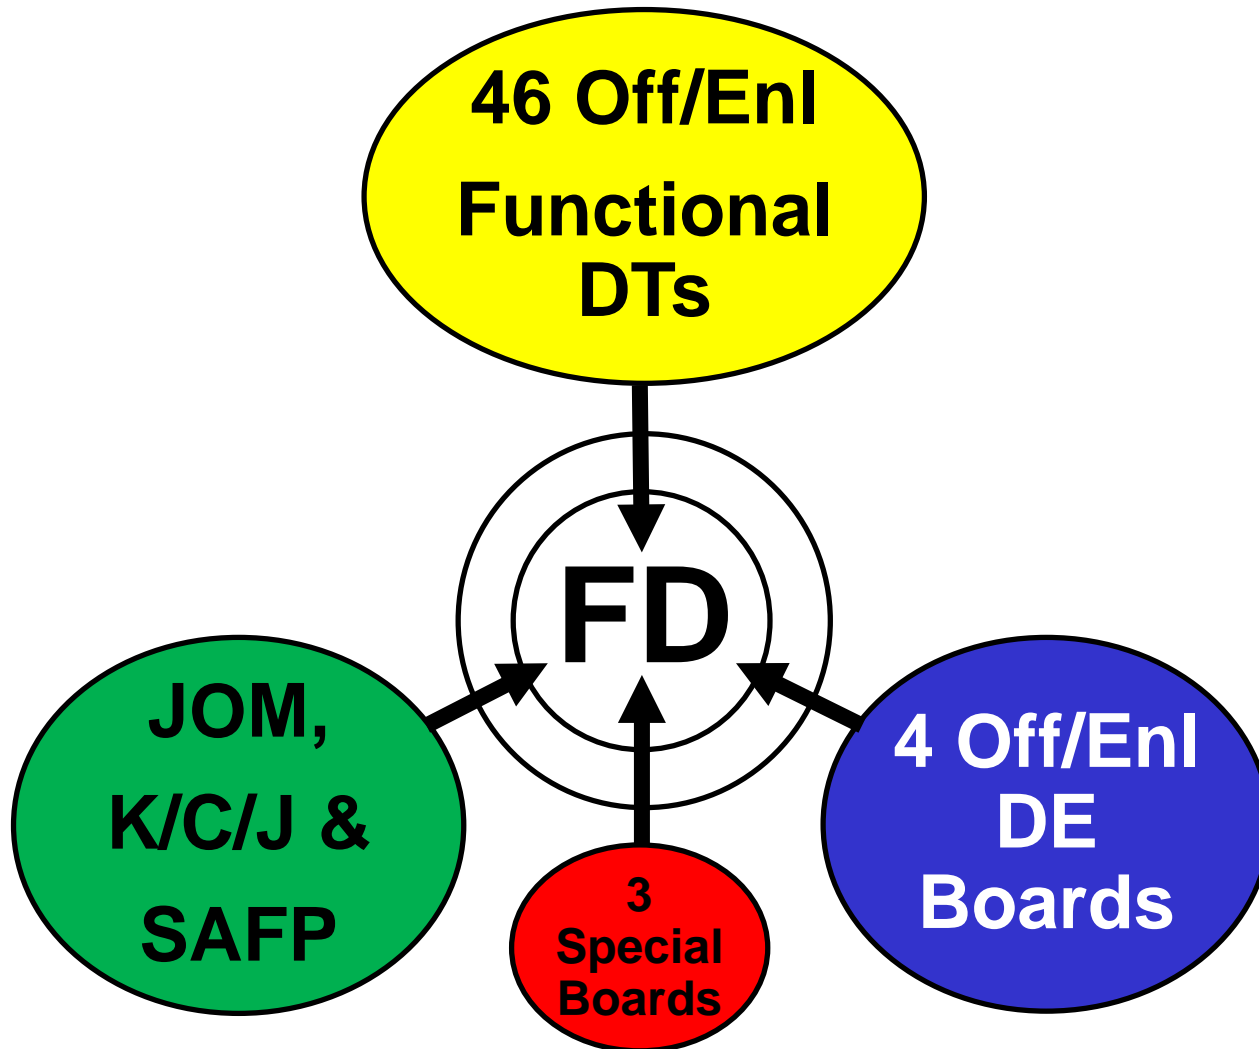 46 Off/Enl
Functional
DTs
FD
JOM,
K/C/J &
SAFP
4 Off/Enl
DE
Boards
3
Special
Boards